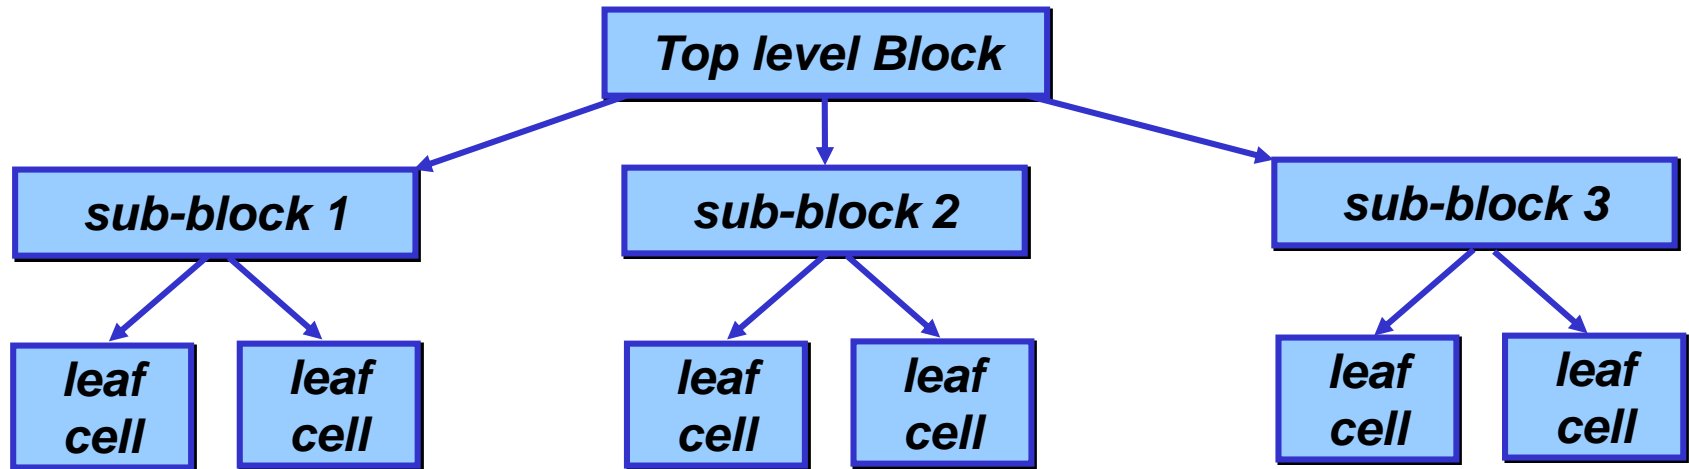 Top level Block
sub-block 1
sub-block 2
sub-block 3
leaf
cell
leaf
cell
leaf
cell
leaf
cell
leaf
cell
leaf
cell